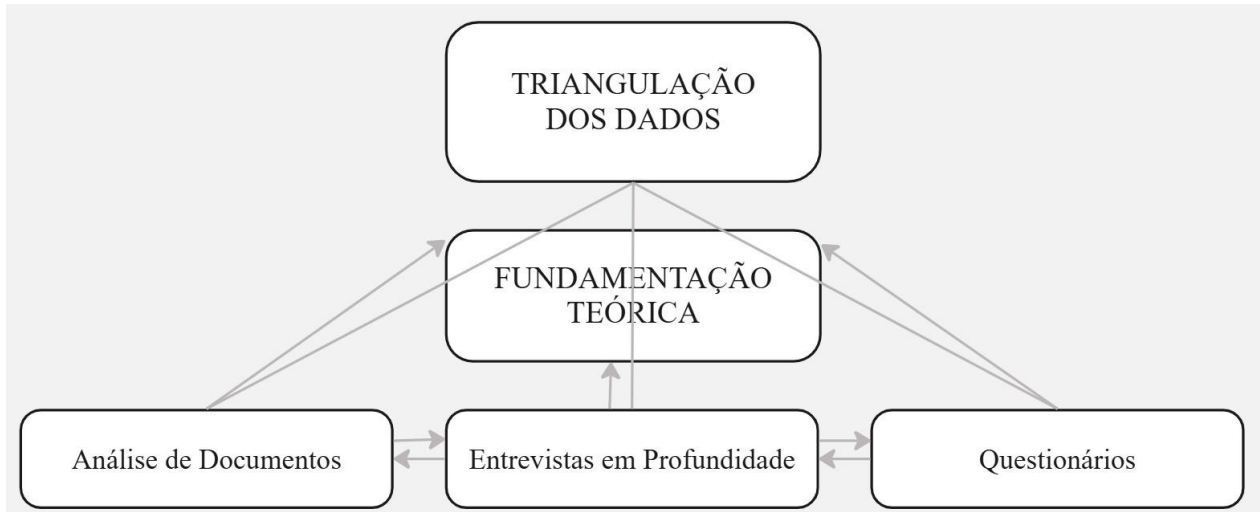 TRIANGULAÇÃO
DOS DADOS
FUNDAMENTAÇÃO
TEÓRICA
Análise de Documentos
Entrevistas em Profundidade
Questionários